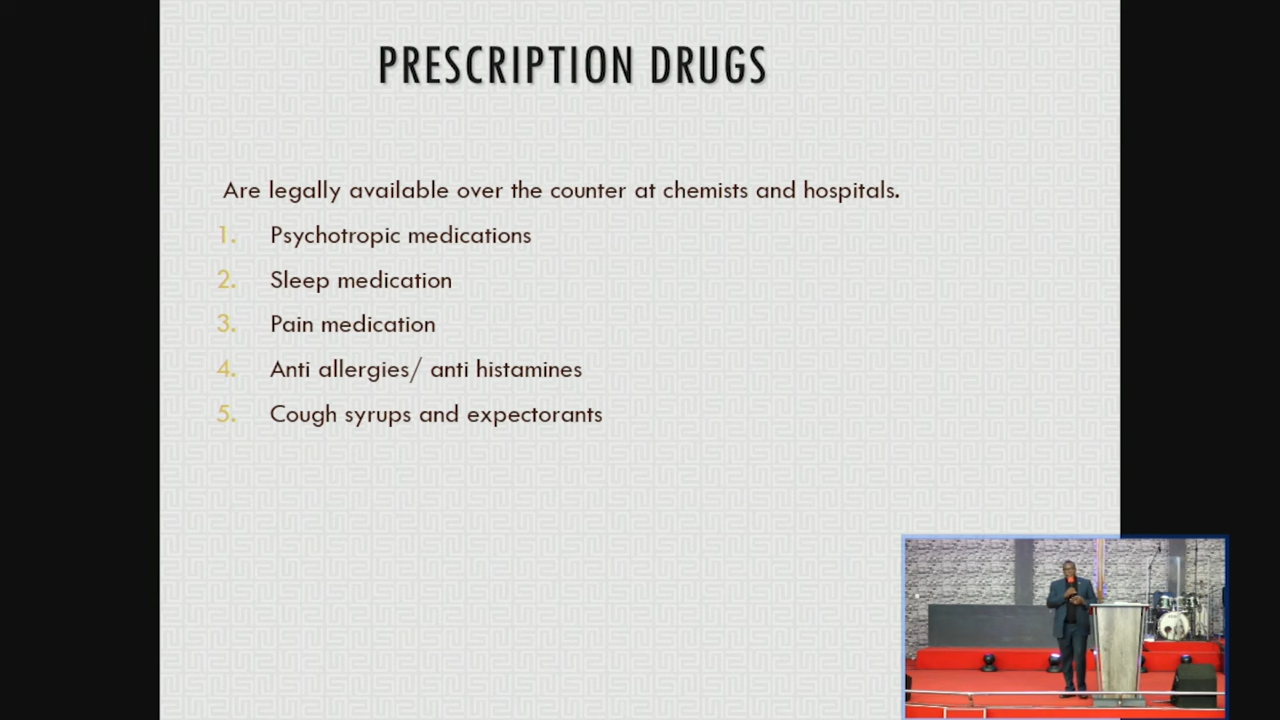 PRESCRIPTION DRUGS
Are legally available over the counter at chemists and hospitals.
1. Psychotropic medications
2. Sleep medication
3. Pain medication
4. Anti allergies/ anti histamines
5. Cough syrups and expectorants